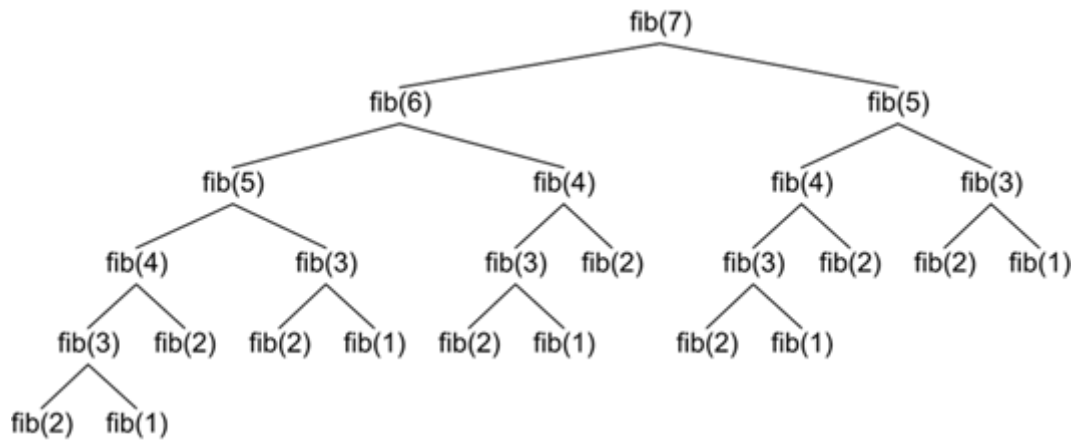 fib(7)
fib(6) fib(5)
fib(5) fib(4) fib(4) fib(3)
fib(4) fib(3) fib(3) fib(2) fib(3) fib(2) fib(2) fib(1)
fib(3) fib(2) fib(2) fib(1) fib(2) fib(1) fib(2) fib(1)
fib(2) fib(1)